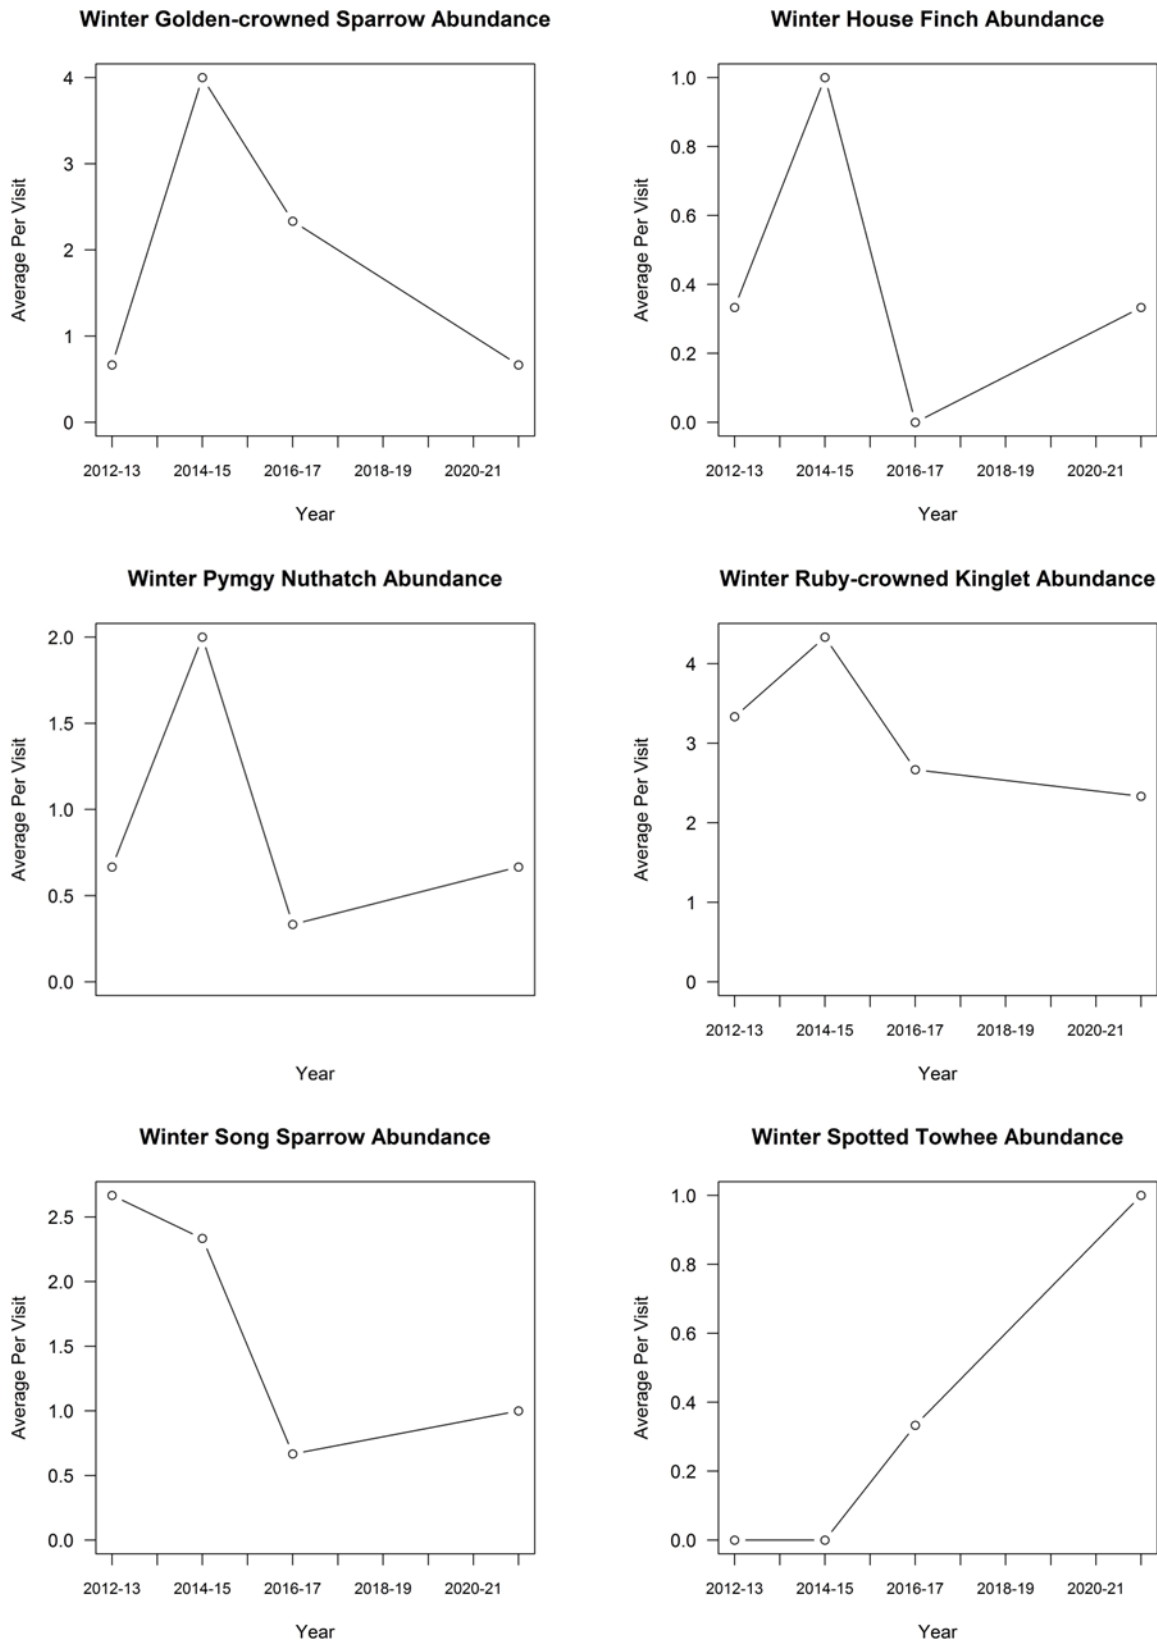 Winter Golden-crowned Sparrow Abundance
Average Per Visit
4
3
2
1
0
2012-13 2014-15 2016-17 2018-19 2020-21
Year
Winter House Finch Abundance
Average Per Visit
1.0
0.8
0.6
0.4
0.2
0.0
2012-13 2014-15 2016-17 2018-19 2020-21
Year
Winter Pymgy Nuthatch Abundance
Average Per Visit
2.0
1.5
1.0
0.5
0.0
Year
Winter Ruby-crowned Kinglet Abundance
Average Per Visit
4
3
2
1
0
2012-13 2014-15 2016-17 2018-19 2020-21
Year
Winter Song Sparrow Abundance
Average Per Visit
2.5
2.0
1.5
1.0
0.5
0.0
2012-13 2014-15 2016-17 2018-19 2020-21
Year
Winter Spotted Towhee Abundance
Average Per Visit
1.0
0.8
0.6
0.4
0.2
0.0
2012-13 2014-15 2016-17 2018-19 2020-21
Year